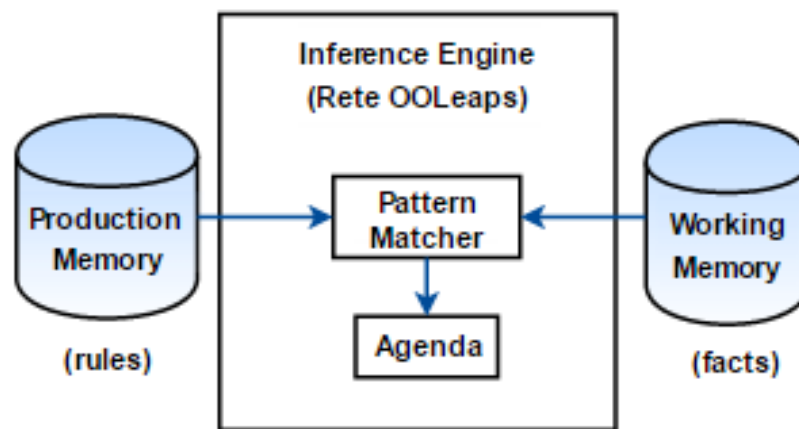 Inference Engine
(Rete OOLeaps)
Production
Memory
(rules)
Pattern
Matcher
Agenda
Working
Memory
(facts)